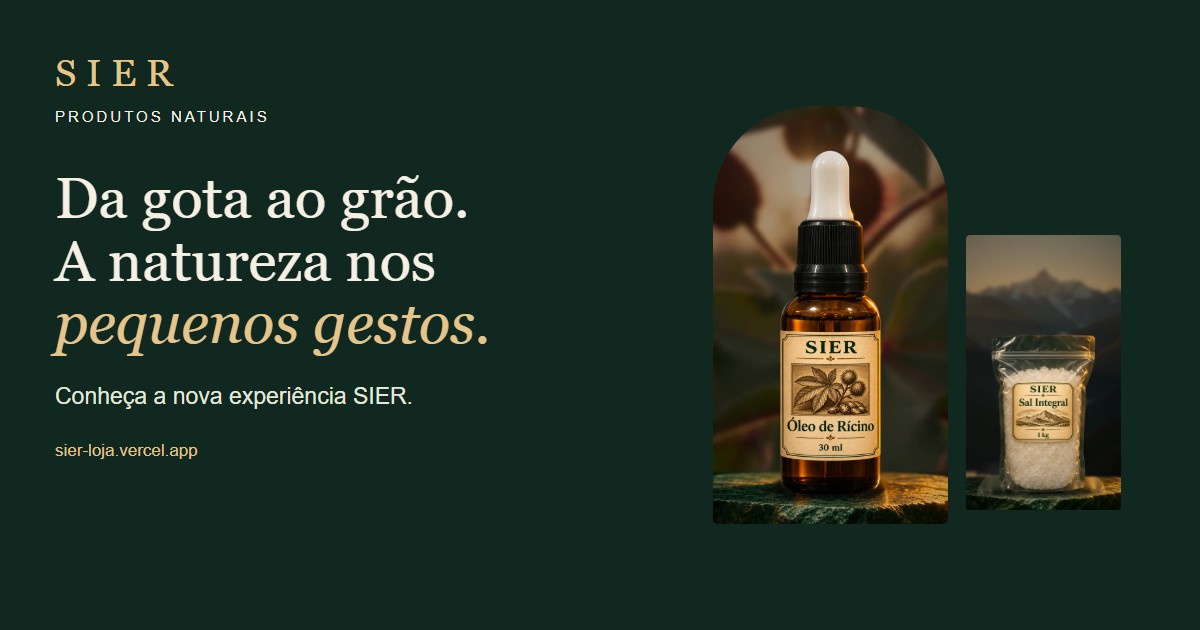 SIER
PRODUTOS NATURAIS
Da gota ao grão.
A natureza nos
pequenos gestos.
Conheça a nova experiência SIER.
sier-loja.vercel.app
SIER
Óleo de Rícino
30 ml
SIER
Sal Integral
1 kg